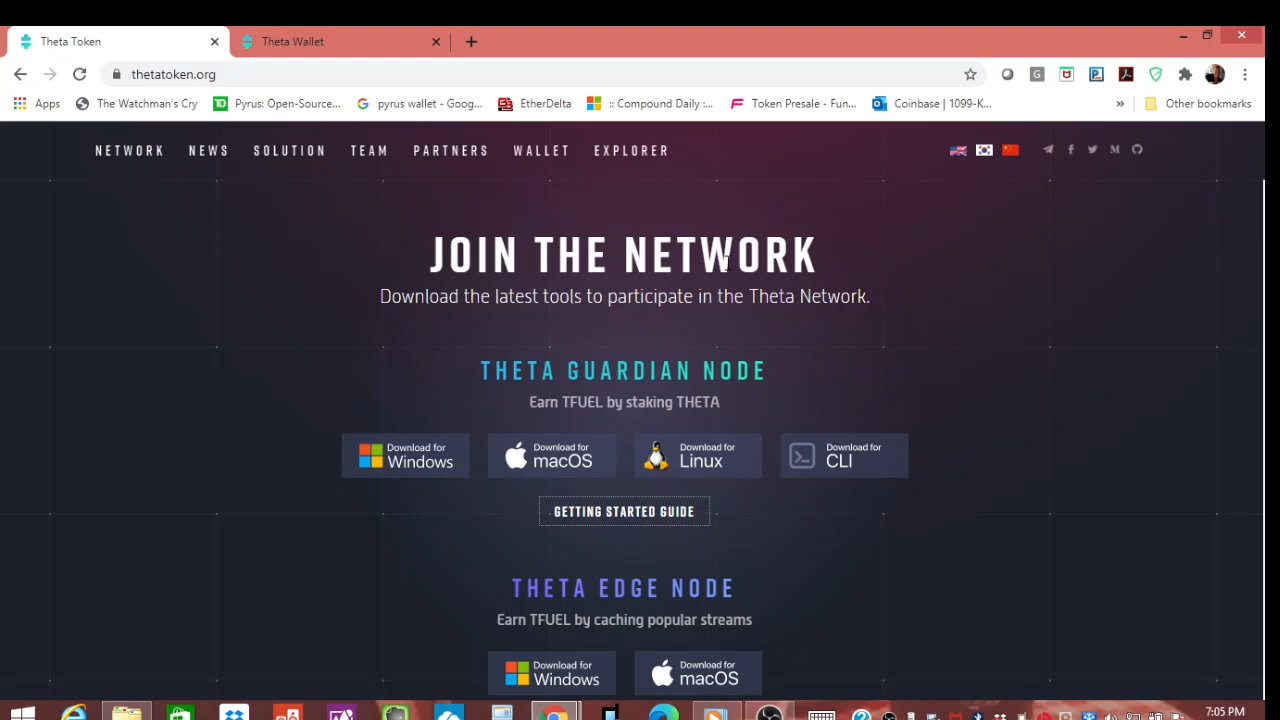 Theta Token
Theta Wallet
thetatoken.org
Apps
The Watchman's Cry
TD Pyrus: Open-Source...
G pyrus wallet - Goog...
EtherDelta
:: Compound Daily :...
Token Presale - Fun...
Coinbase | 1099-K...
»
Other bookmarks
NETWORK NEWS SOLUTION TEAM PARTNERS WALLET EXPLORER
JOIN THE NETWORK
Download the latest tools to participate in the Theta Network.
THETA GUARDIAN NODE
Earn TFUEL by staking THETA
Download for
Windows
Download for
macOS
Download for
Linux
Download for
CLI
GETTING STARTED GUIDE
THETA EDGE NODE
Earn TFUEL by caching popular streams
Download for
Windows
Download for
macOS
7:05 PM